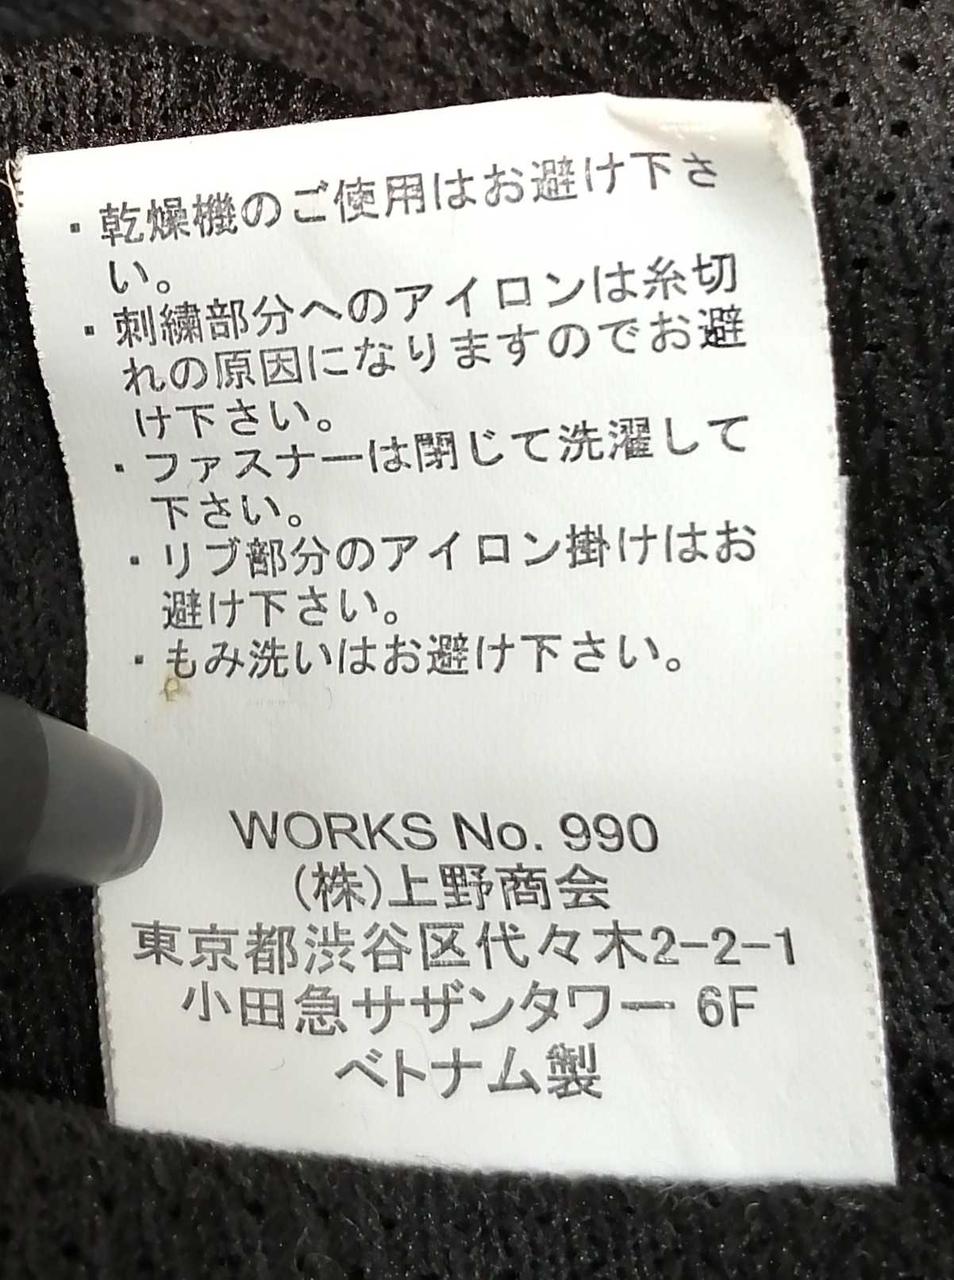 ・乾燥機のご使用はお避け下さ
い。
・刺繍部分へのアイロンは糸切
れの原因になりますのでお避
け下さい。
・ファスナーは閉じて洗濯して
下さい。
・リブ部分のアイロン掛けはお
避け下さい。
・もみ洗いはお避け下さい。
WORKS No. 990
(株)上野商会
東京都渋谷区代々木2-2-1
小田急サザンタワー 6F
ベトナム製